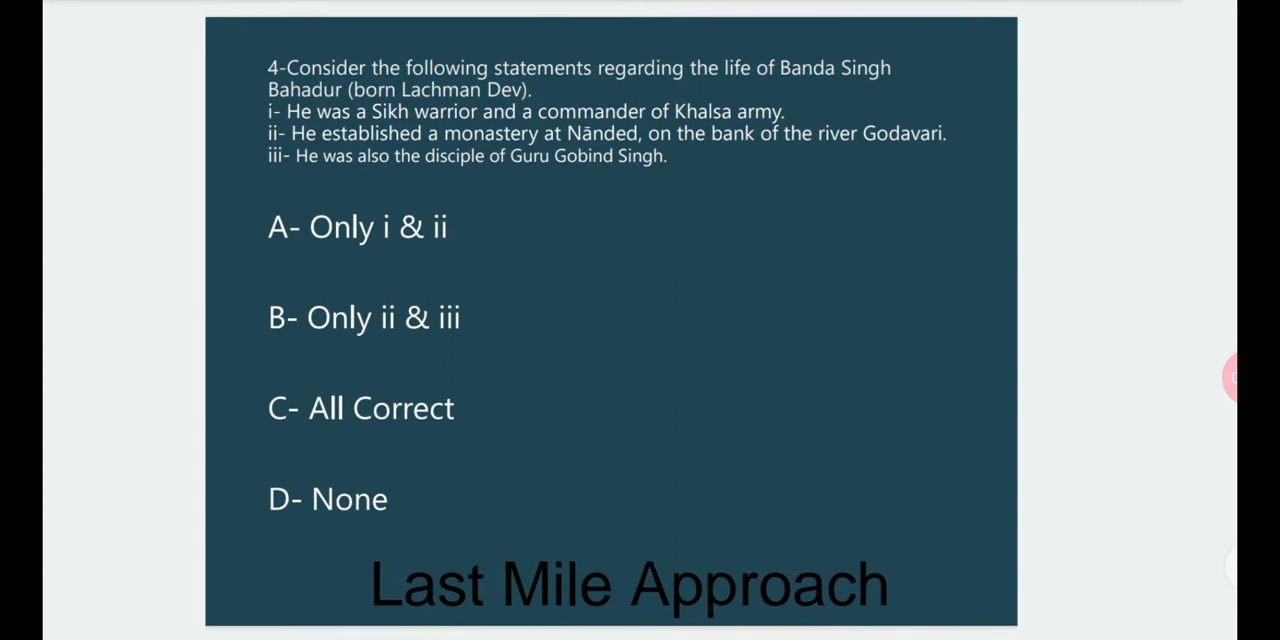 4-Consider the following statements regarding the life of Banda Singh
Bahadur (born Lachman Dev).
i- He was a Sikh warrior and a commander of Khalsa army.
ii- He established a monastery at Nānded, on the bank of the river Godavari.
iii- He was also the disciple of Guru Gobind Singh.
A- Only i & ii
B- Only ii & iii
C- All Correct
D- None
Last Mile Approach